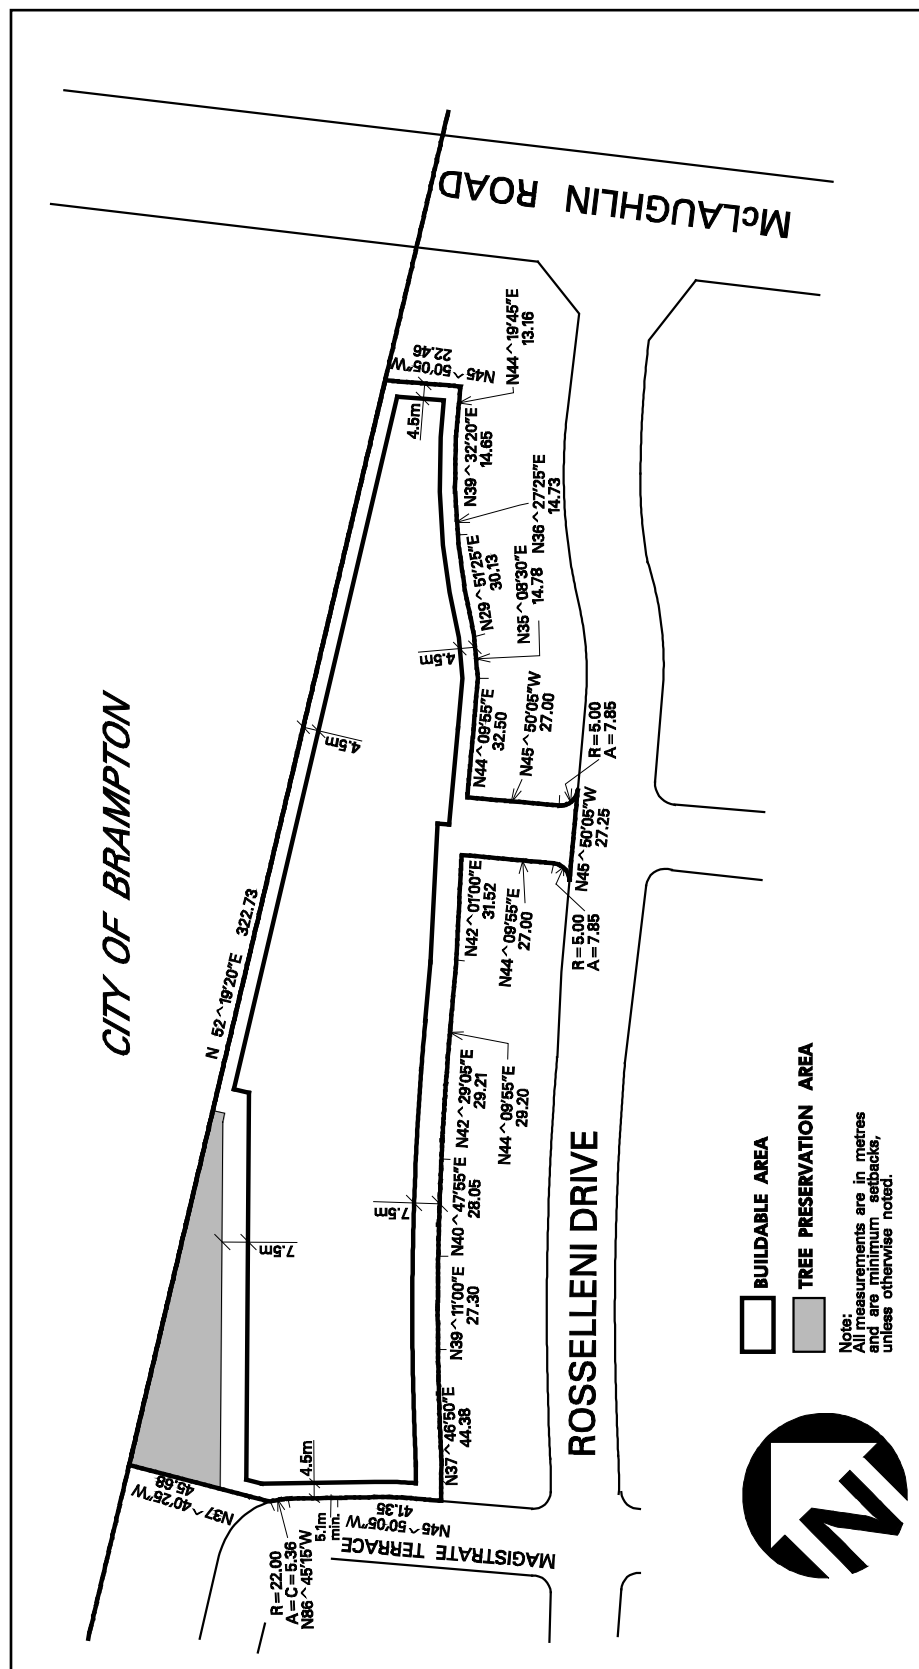 McLAUGHLIN ROAD
N45^50'05"W
22.46
4.5m
N44^19'45"E
13.16
N39^32'20"E
14.65
N36^27'25"E
14.73
N29^51'25"E
30.13
N35^08'30"E
14.78
4.5m
N44^09'55"E
32.50
N45^50'05"W
27.00
R=5.00
A=7.85
N45^50'05"W
27.25
R=5.00
A=7.85
N44^09'55"E
27.00
N42^01'00"E
31.52
4.5m
CITY OF BRAMPTON
N 52^19'20"E 322.73
N44^09'55"E
29.20
N42^29'05"E
29.21
N40^47'55"E
28.05
7.5m
7.5m
N39^11'00"E
27.30
N37^46'50"E
44.38
4.5m
N37^40'25"W
45.68
R=22.00
A=C=5.36
N86^45'15"W
5.1m
min.
N45^50'05"W
41.35
MAGISTRATE TERRACE
ROSSELLENI DRIVE
BUILDABLE AREA
TREE PRESERVATION AREA
Note:
All measurements are in metres
and are minimum setbacks,
unless otherwise noted.
N